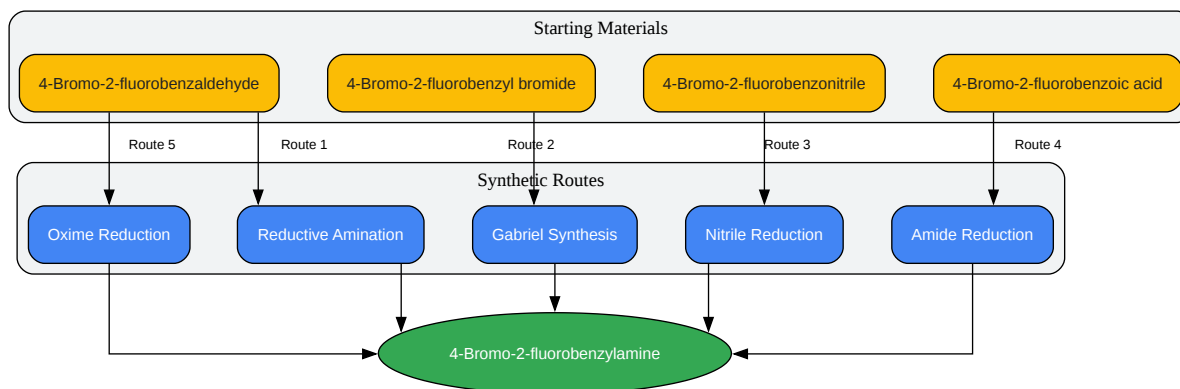 Starting Materials
4-Bromo-2-fluorobenzaldehyde
4-Bromo-2-fluorobenzyl bromide
4-Bromo-2-fluorobenzonitrile
4-Bromo-2-fluorobenzoic acid
Route 5
Route 1
Route 2
Route 3
Route 4
Synthetic Routes
Oxime Reduction
Reductive Amination
Gabriel Synthesis
Nitrile Reduction
Amide Reduction
4-Bromo-2-fluorobenzylamine